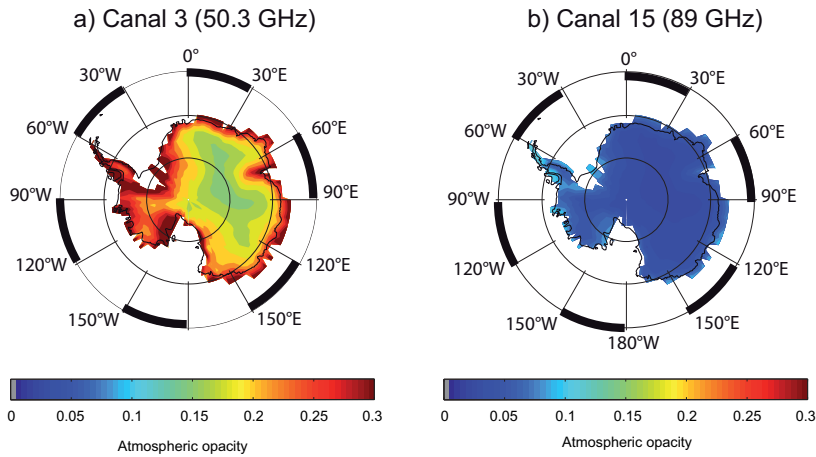 a) Canal 3 (50.3 GHz)
b) Canal 15 (89 GHz)
0°
30°W
30°E
60°W
60°E
90°W
90°E
120°W
120°E
150°W
150°E
0°
30°W
30°E
60°W
60°E
90°W
90°E
120°W
120°E
150°W
150°E
180°W
0 0.05 0.1 0.15 0.2 0.25 0.3
Atmospheric opacity
0 0.05 0.1 0.15 0.2 0.25 0.3
Atmospheric opacity